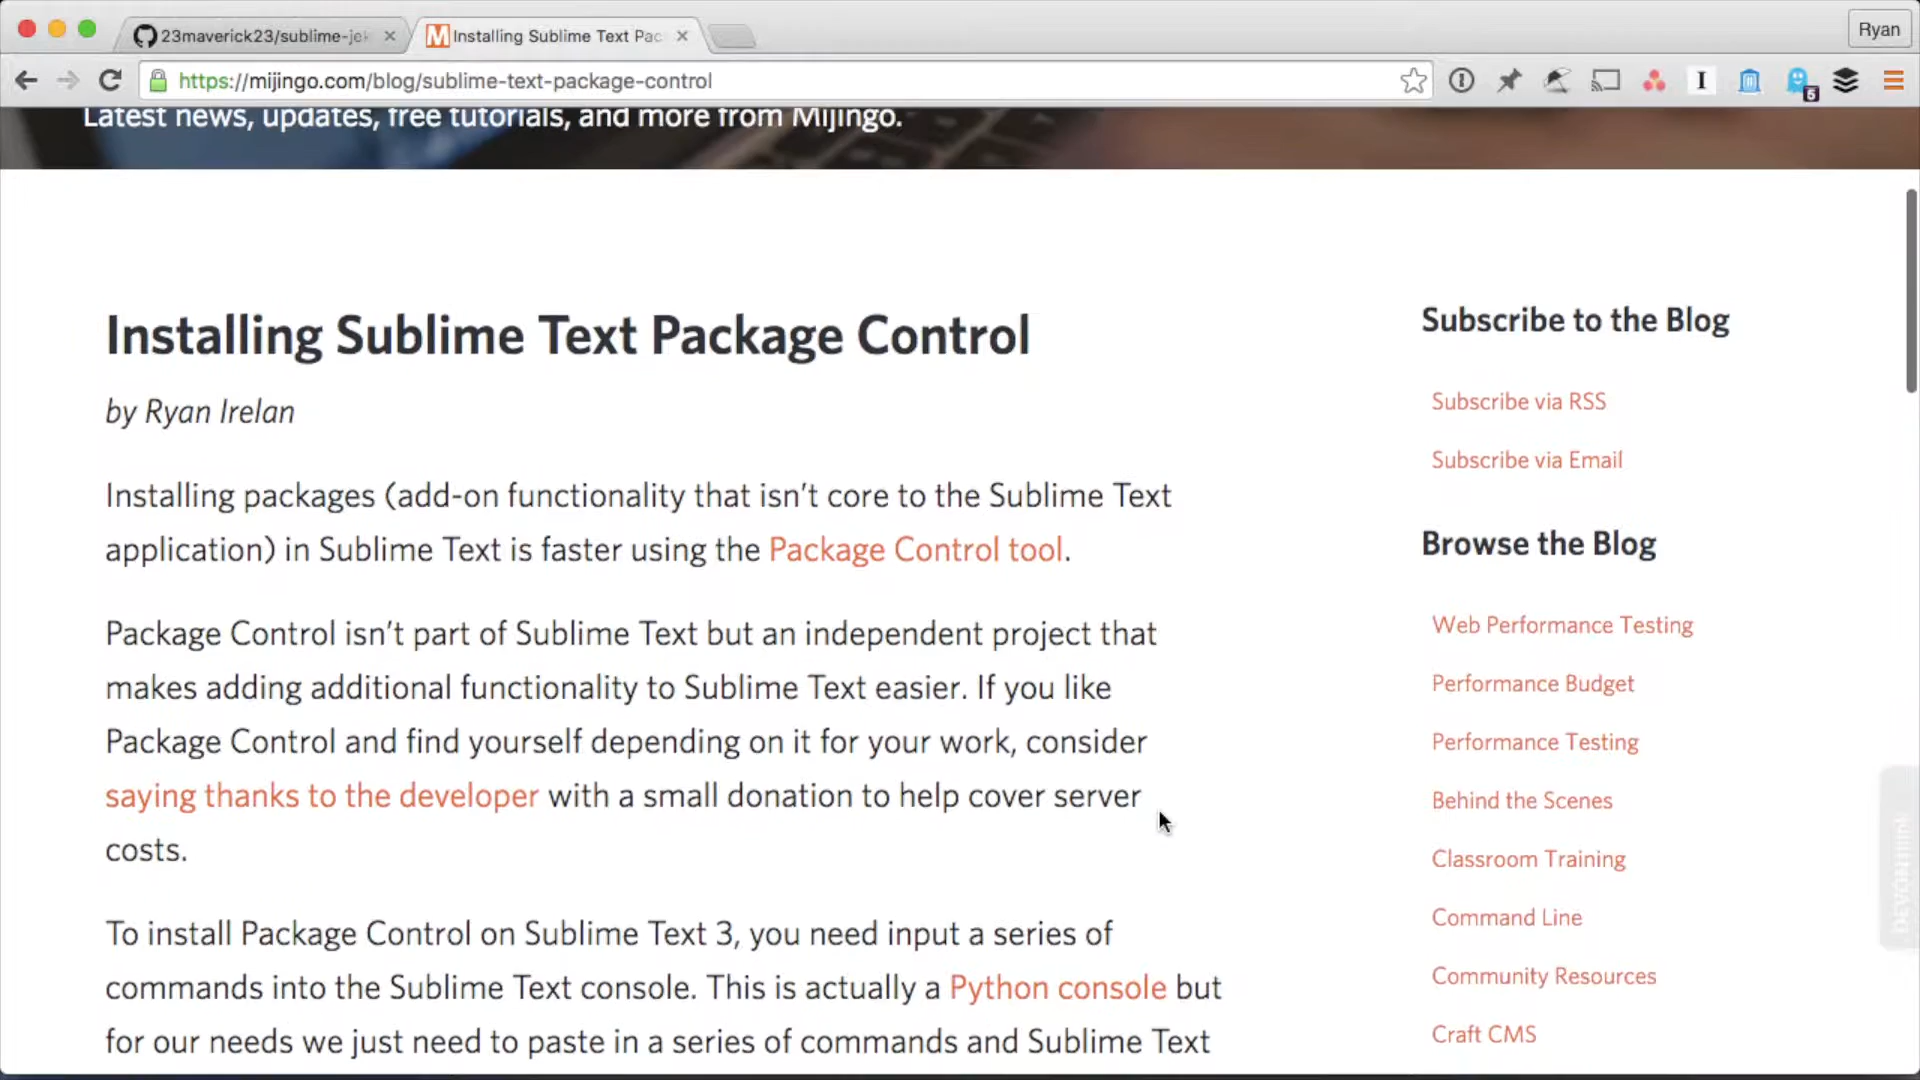 23maverick23/sublime-jek
Installing Sublime Text Pac
Ryan
https://mijingo.com/blog/sublime-text-package-control
5
Latest news, updates, free tutorials, and more from Mijingo.
Installing Sublime Text Package Control
by Ryan Irelan
Installing packages (add-on functionality that isn’t core to the Sublime Text
application) in Sublime Text is faster using the Package Control tool.
Package Control isn’t part of Sublime Text but an independent project that
makes adding additional functionality to Sublime Text easier. If you like
Package Control and find yourself depending on it for your work, consider
saying thanks to the developer with a small donation to help cover server
costs.
To install Package Control on Sublime Text 3, you need input a series of
commands into the Sublime Text console. This is actually a Python console but
for our needs we just need to paste in a series of commands and Sublime Text
Subscribe to the Blog
Subscribe via RSS
Subscribe via Email
Browse the Blog
Web Performance Testing
Performance Budget
Performance Testing
Behind the Scenes
Classroom Training
Command Line
Community Resources
Craft CMS
DEVONthink